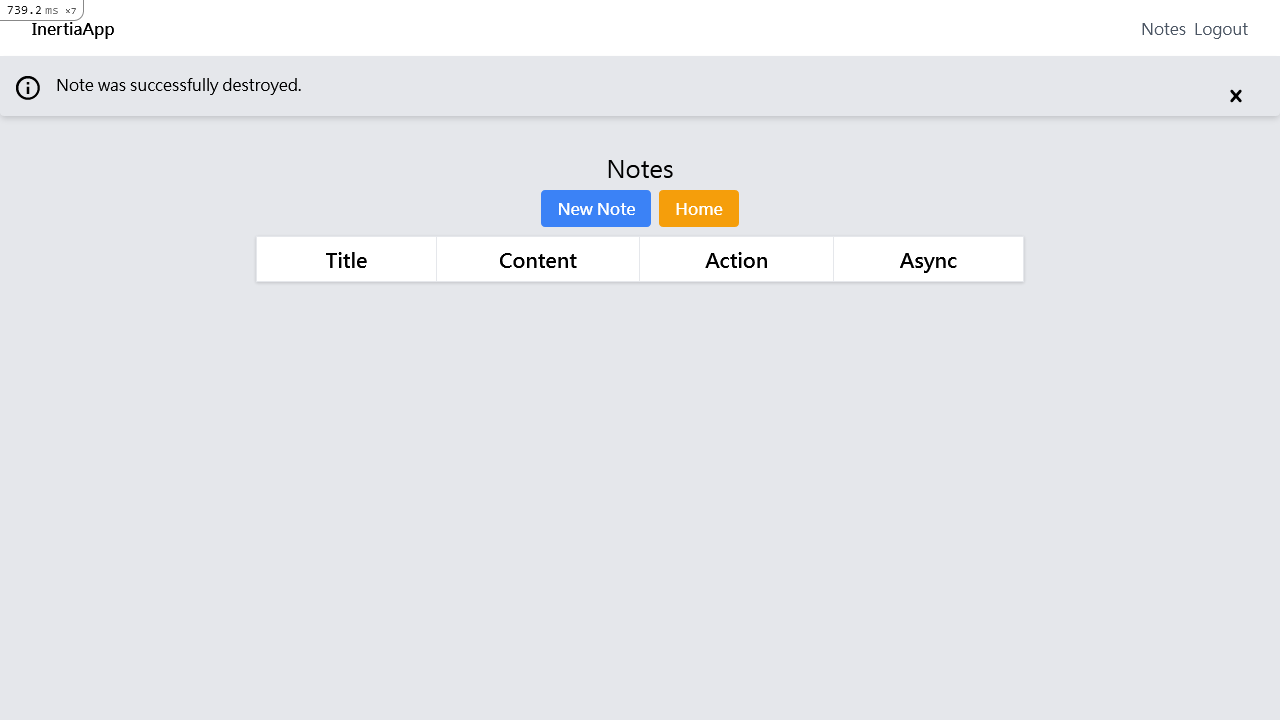 739.2 ms ×7
InertiaApp
Notes Logout
Note was successfully destroyed.
Notes
New Note Home
Title Content Action Async